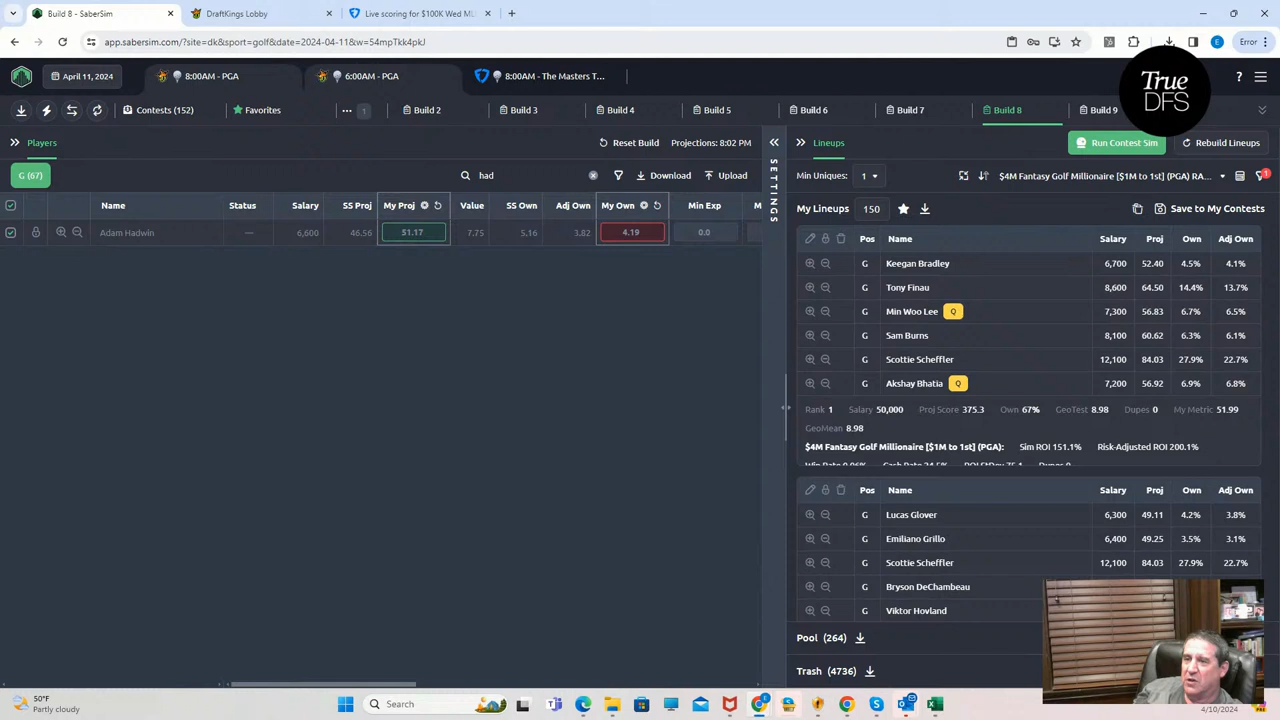 Build 8 - SaberSim
DraftKings Lobby
Live scoring for $100K Wed ML
app.sabersim.com/?site=dk&sport=golf&date=2024-04-11&w=54mpTkk4pkJ
Error
April 11, 2024
8:00AM - PGA
6:00AM - PGA
8:00AM - The Masters T...
True
DFS
Contests (152)
Favorites
... 1
Build 2
Build 3
Build 4
Build 5
Build 6
Build 7
Build 8
Build 9
Players
Reset Build
Projections: 8:02 PM
Lineups
Run Contest Sim
Rebuild Lineups
G (67)
had
Download
Upload
SETTINGS
Min Uniques: 1
$4M Fantasy Golf Millionaire [$1M to 1st] (PGA) RA...
1
Name Status Salary SS Proj My Proj Value SS Own Adj Own My Own Min Exp
Adam Hadwin — 6,600 46.56 51.17 7.75 5.16 3.82 4.19 0.0
My Lineups 150
Save to My Contests
Pos Name Salary Proj Own Adj Own
G Keegan Bradley 6,700 52.40 4.5% 4.1%
G Tony Finau 8,600 64.50 14.4% 13.7%
G Min Woo Lee Q 7,300 56.83 6.7% 6.5%
G Sam Burns 8,100 60.62 6.3% 6.1%
G Scottie Scheffler 12,100 84.03 27.9% 22.7%
G Akshay Bhatia Q 7,200 56.92 6.9% 6.8%
Rank 1 Salary 50,000 Proj Score 375.3 Own 67% GeoTest 8.98 Dupes 0 My Metric 51.99
GeoMean 8.98
$4M Fantasy Golf Millionaire [$1M to 1st] (PGA): Sim ROI 151.1% Risk-Adjusted ROI 200.1%
Pos Name Salary Proj Own Adj Own
G Lucas Glover 6,300 49.11 4.2% 3.8%
G Emiliano Grillo 6,400 49.25 3.5% 3.1%
G Scottie Scheffler 12,100 84.03 27.9% 22.7%
G Bryson DeChambeau
G Viktor Hovland
Pool (264)
Trash (4736)
50°F
Partly cloudy
Search
4/10/2024